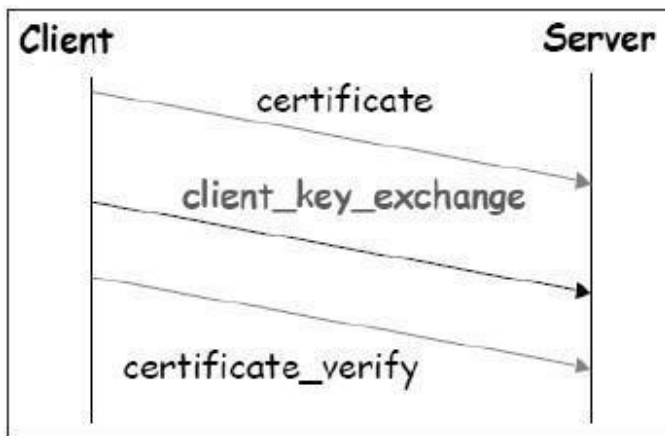 Client Server
certificate
client_key_exchange
certificate_verify